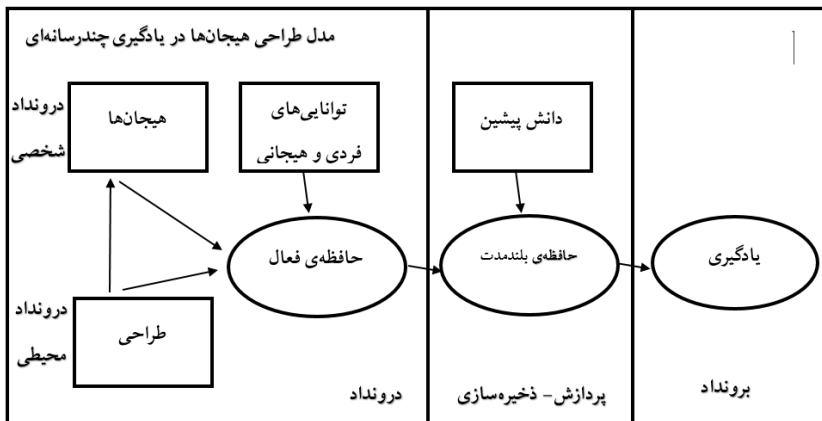 مدل طراحی هیجان‌ها در یادگیری چندرسانه‌ای
درونداد
شخصی
هیجان‌ها
توانایی‌های
فردی و هیجانی
دانش پیشین
حافظه‌ی فعال
حافظه‌ی بلندمدت
یادگیری
درونداد
محیطی
طراحی
درونداد
پردازش- ذخیره‌سازی
برونداد